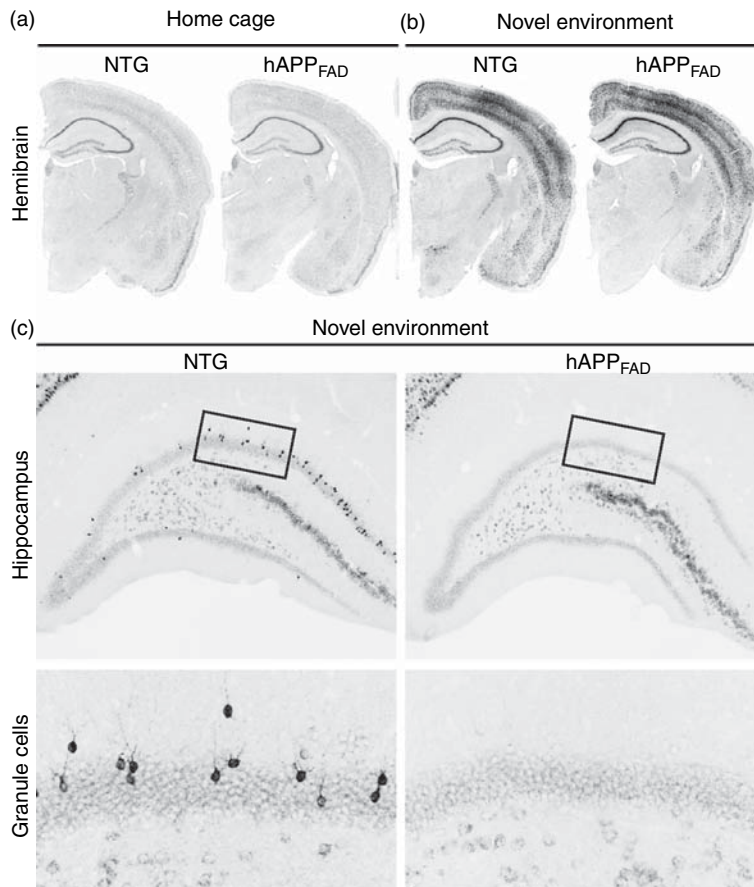 (a) Home cage (b) Novel environment
NTG hAPPFAD NTG hAPPFAD
Hemibrain
(c) Novel environment
NTG hAPPFAD
Hippocampus
Granule cells